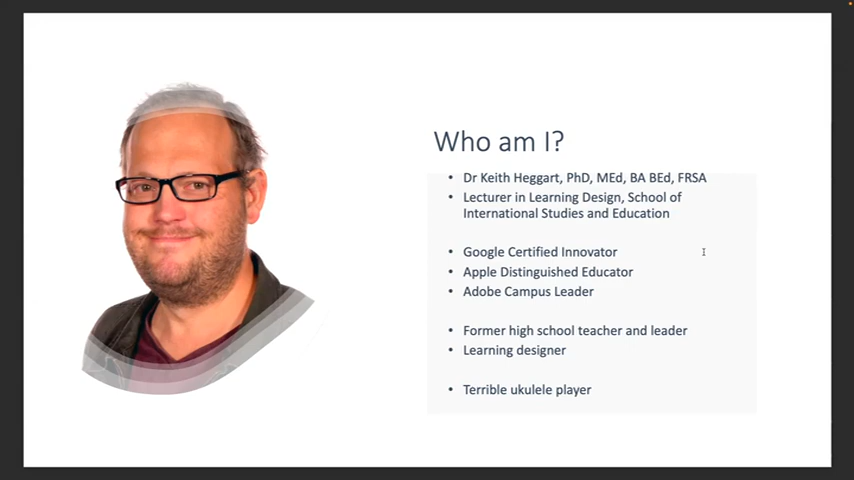 Who am I?
• Dr Keith Heggart, PhD, MEd, BA BEd, FRSA
• Lecturer in Learning Design, School of
International Studies and Education
• Google Certified Innovator
• Apple Distinguished Educator
• Adobe Campus Leader
• Former high school teacher and leader
• Learning designer
• Terrible ukulele player